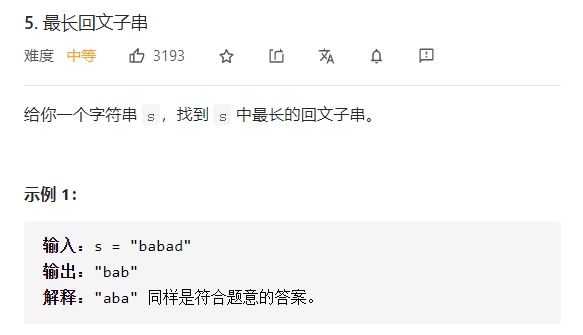 5. 最长回文子串
难度 中等 3193
给你一个字符串 s，找到 s 中最长的回文子串。
示例 1：
输入：s = "babad"
输出："bab"
解释："aba" 同样是符合题意的答案。